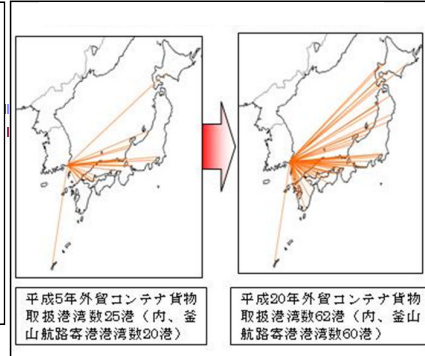 平成5年外留コンテナ貨物
取扱港湾数25港（内、釜
山航路寄港港湾数20港）
平成20年外留コンテナ貨物
取扱港湾数62港（内、釜山
航路寄港港湾数60港）